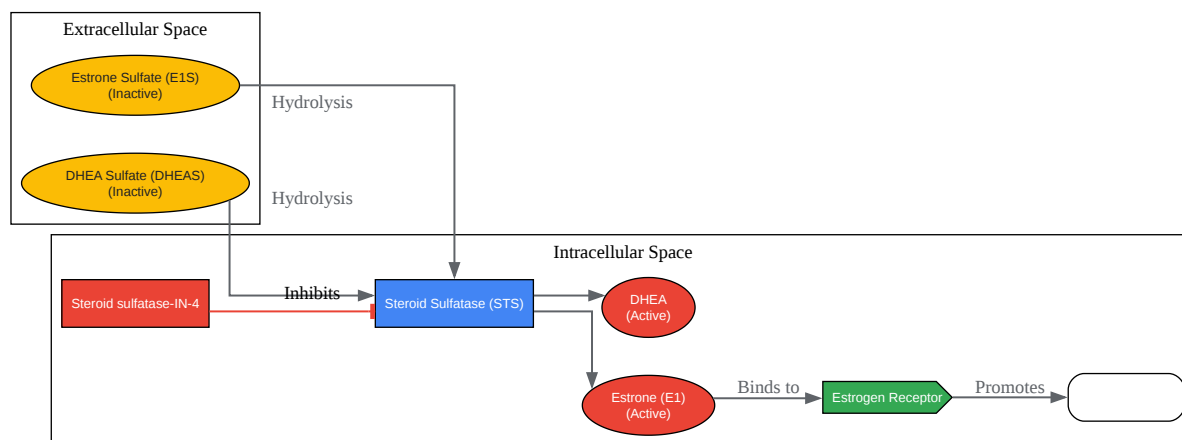 Extracellular Space
Estrone Sulfate (E1S)
(Inactive)
Hydrolysis
DHEA Sulfate (DHEAS)
(Inactive)
Hydrolysis
Intracellular Space
Steroid sulfatase-IN-4
Inhibits
Steroid Sulfatase (STS)
DHEA
(Active)
Estrone (E1)
(Active)
Binds to
Estrogen Receptor
Promotes